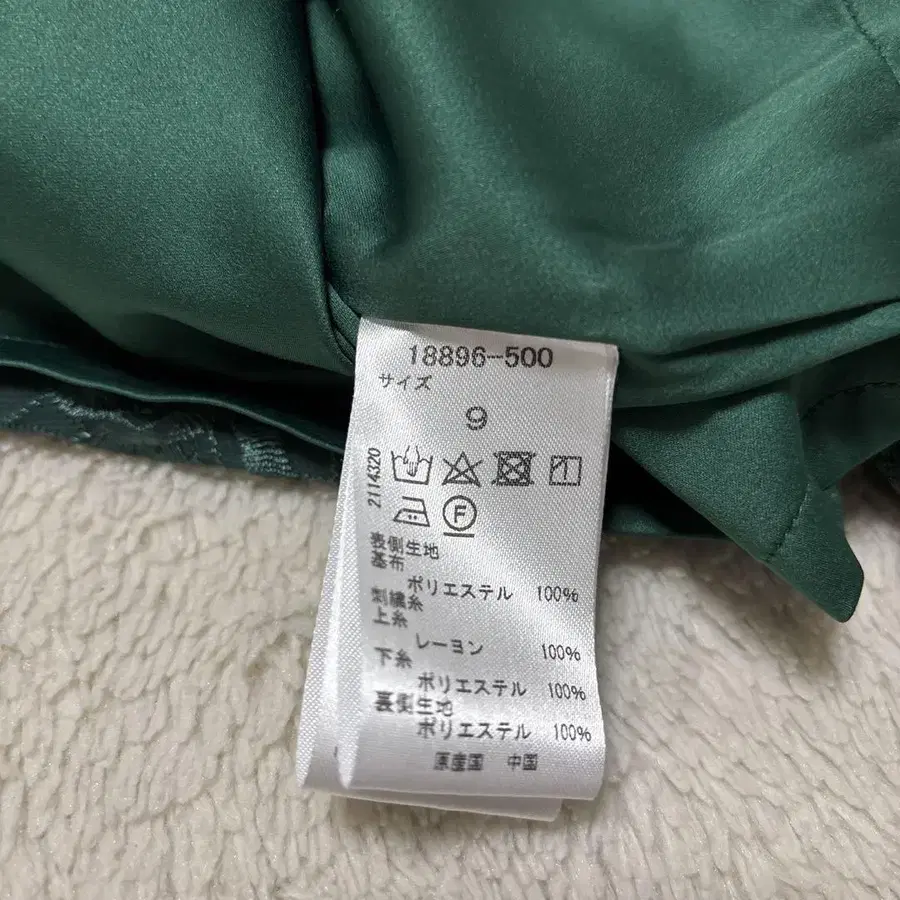 18896-500
サイズ
9
2114320
F
表側生地
基布
ポリエステル 100%
刺繍糸
上糸
レーヨン 100%
下糸
ポリエステル 100%
裏側生地
ポリエステル 100%
原産国 中国